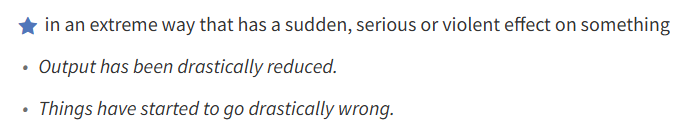 in an extreme way that has a sudden, serious or violent effect on something
• Output has been drastically reduced.
• Things have started to go drastically wrong.